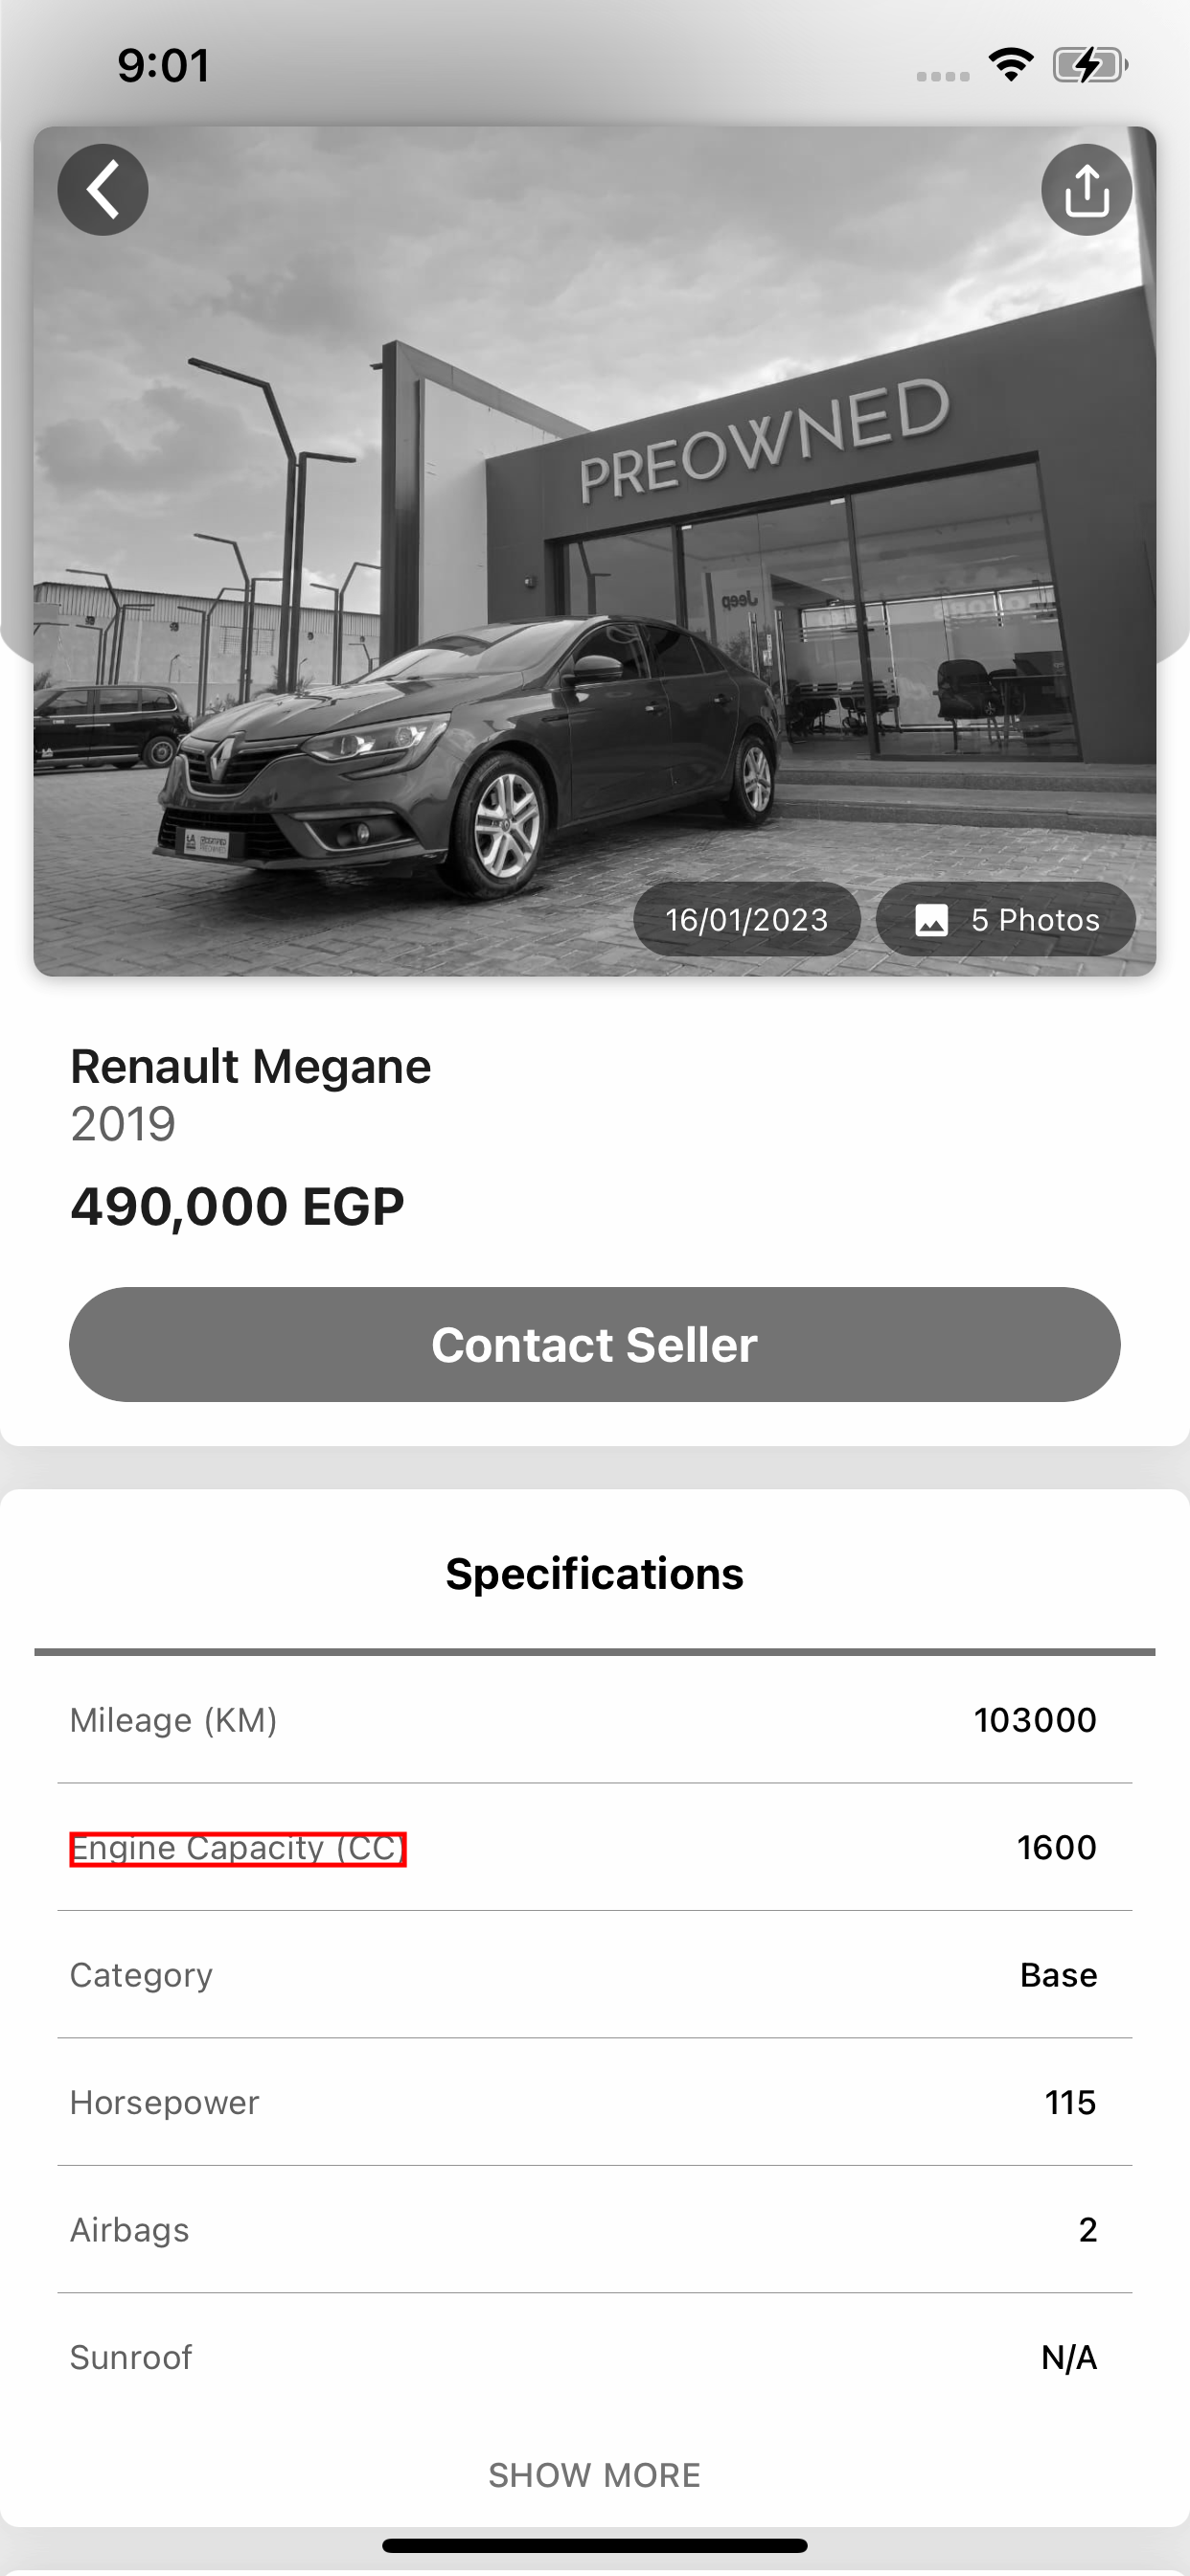 9:01
PREOWNED
Jeep
16/01/2023
5 Photos
Renault Megane
2019
490,000 EGP
Contact Seller
Specifications
Mileage (KM)
103000
Engine Capacity (CC)
1600
Category
Base
Horsepower
115
Airbags
2
Sunroof
N/A
SHOW MORE